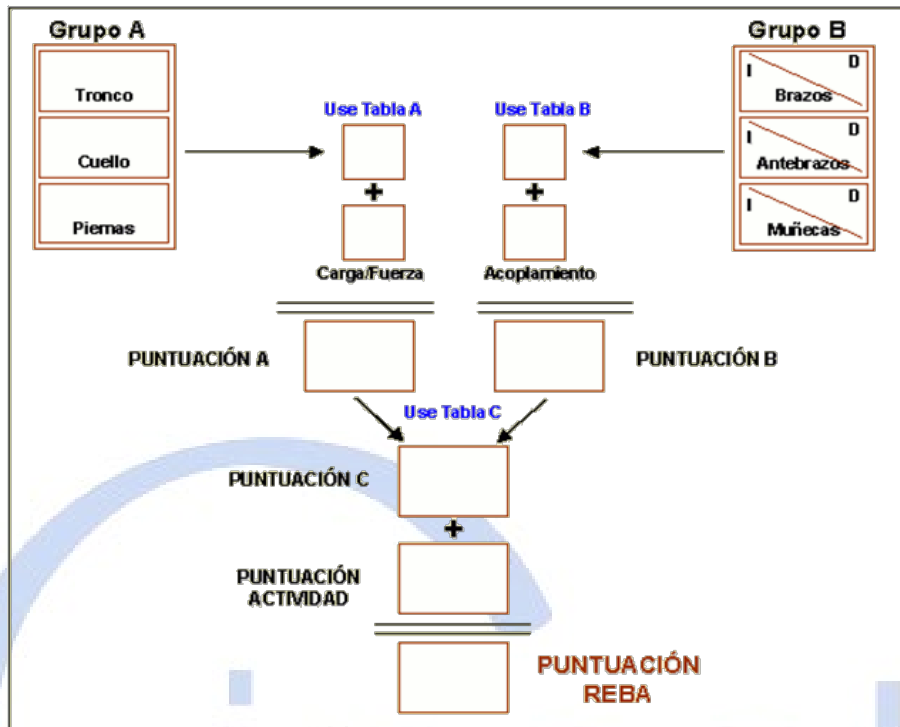 Grupo A
Grupo B
Tronco
Cuello
Piernas
Use Tabla A
Use Tabla B
I D
Brazos
I D
Antebrazos
I D
Muñecas
+
+
Carga/Fuerza
Acoplamiento
PUNTUACIÓN A
PUNTUACIÓN B
Use Tabla C
PUNTUACIÓN C
+
PUNTUACIÓN
ACTIVIDAD
PUNTUACIÓN
REBA